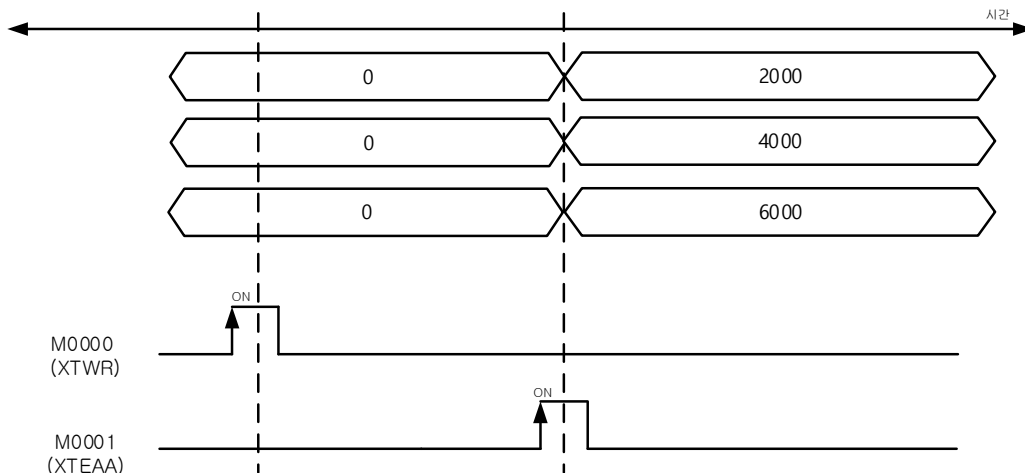 시간
0 2000
0 4000
0 6000
ON
M0000
(XTWR)
ON
M0001
(XTEAA)